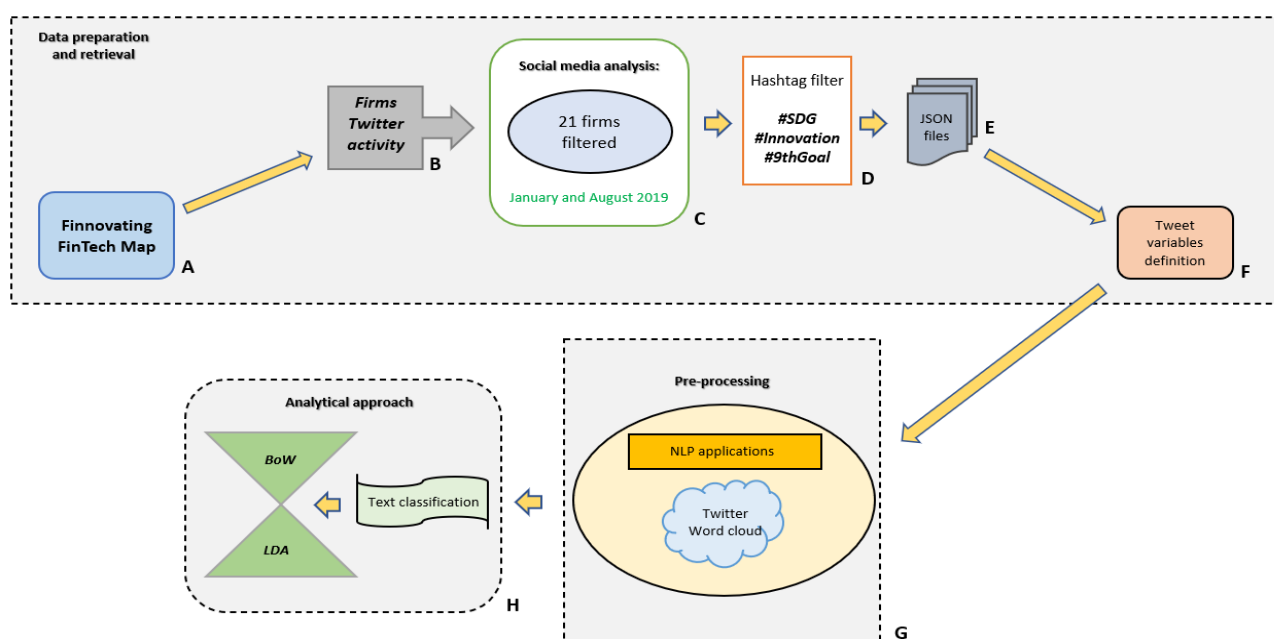 Data preparation
and retrieval
Finnovating
FinTech Map
A
Firms
Twitter
activity
B
Social media analysis:
21 firms
filtered
January and August 2019
C
Hashtag filter
#SDG
#Innovation
#9thGoal
D
JSON
files
E
Tweet
variables
definition
F
Pre-processing
NLP applications
Twitter
Word cloud
G
Analytical approach
Text classification
BoW
LDA
H